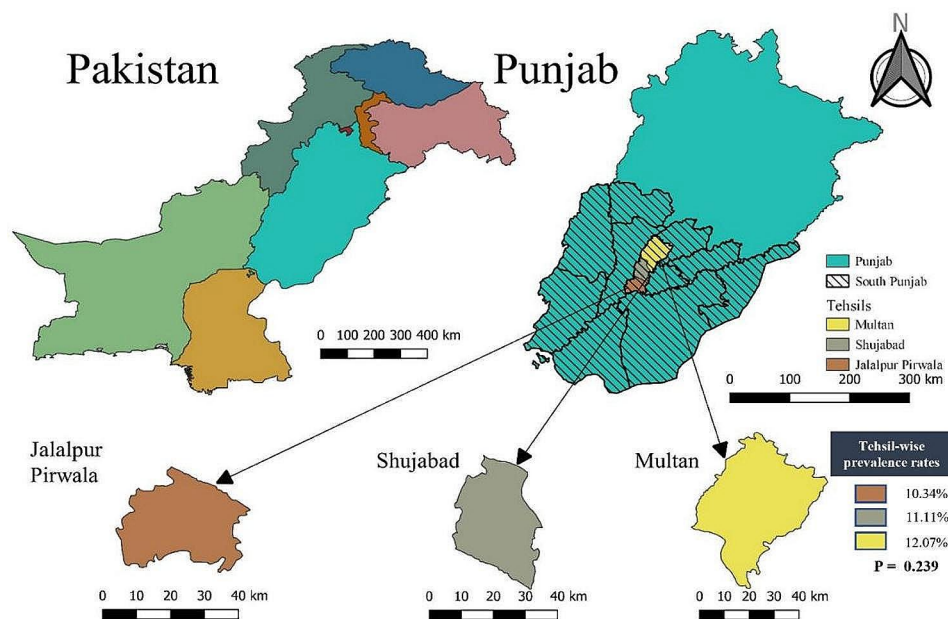 Pakistan
Punjab
N
0 100 200 300 400 km
Punjab
South Punjab
Tehsils
Multan
Shujabad
Jalalpur Pirwala
0 100 200 300 km
Jalalpur
Pirwala
Shujabad
Multan
Tehsil-wise
prevalence rates
10.34%
11.11%
12.07%
P = 0.239
0 10 20 30 40 km
0 10 20 30 40 km
0 10 20 30 40 km